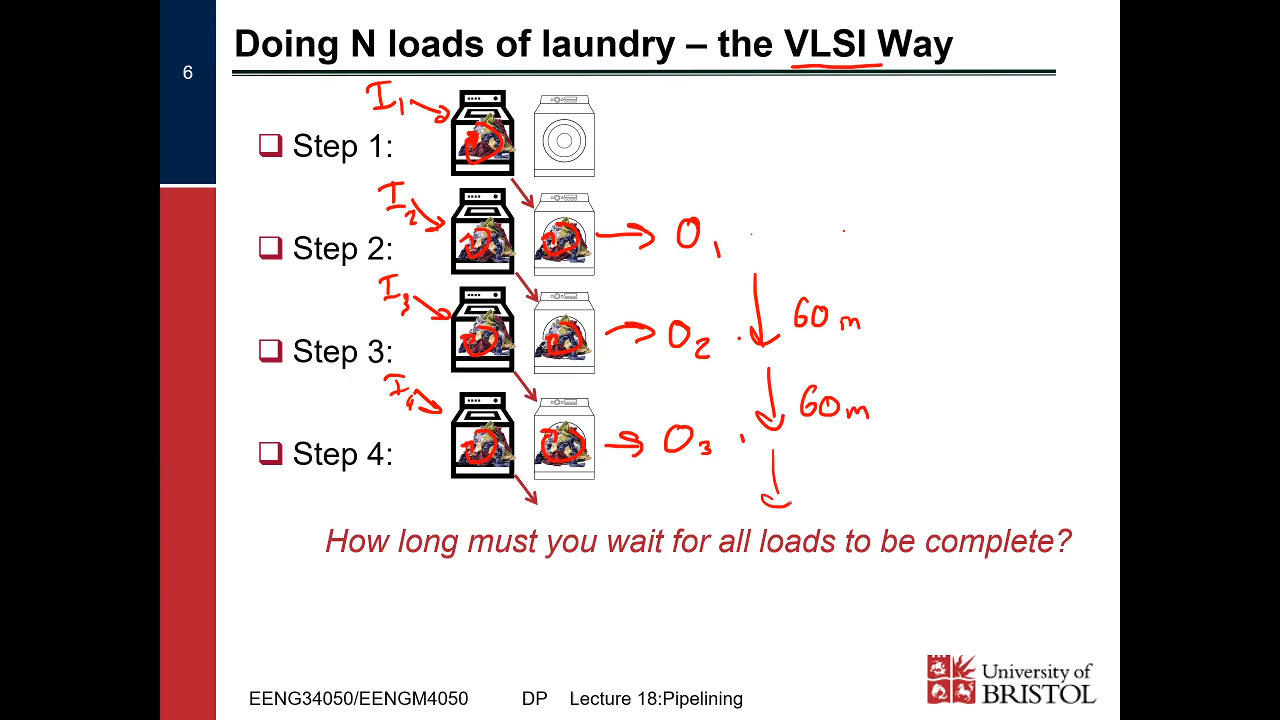 Doing N loads of laundry – the VLSI Way
6
I1
Step 1:
I2
Step 2:
O1
I3
60m
Step 3:
O2
I4
60m
Step 4:
O3
How long must you wait for all loads to be complete?
EENG34050/EENGM4050 DP Lecture 18:Pipelining
University of
BRISTOL